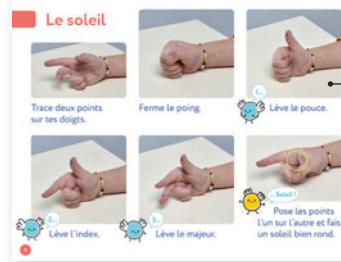 Le soleil
Trace deux points
sur tes doigts.
Ferme le poing.
1...
Lève le pouce.
2...
Lève l'index.
3...
Lève le majeur.
... Soleil !
Pose les points
l'un sur l'autre et fais
un soleil bien rond.